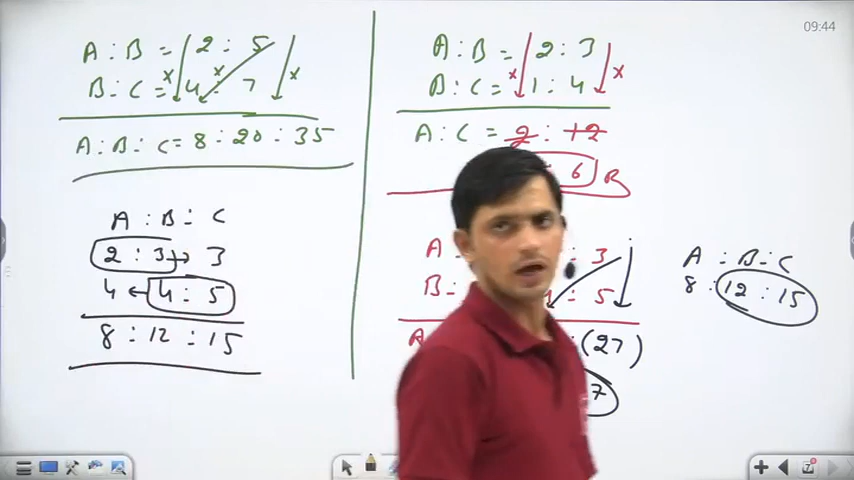 09:44
A : B = 2 : 5
B : C = 4 : 7
A : B : C = 8 : 20 : 35
A : B : C
2 : 3 → 3
4 ← 4 : 5
8 : 12 : 15
A : B = 2 : 3
B : C = 1 : 4
A : C = 2 : 12
6
A 3
B : 5
(27)
7
A : B : C
8 : 12 : 15